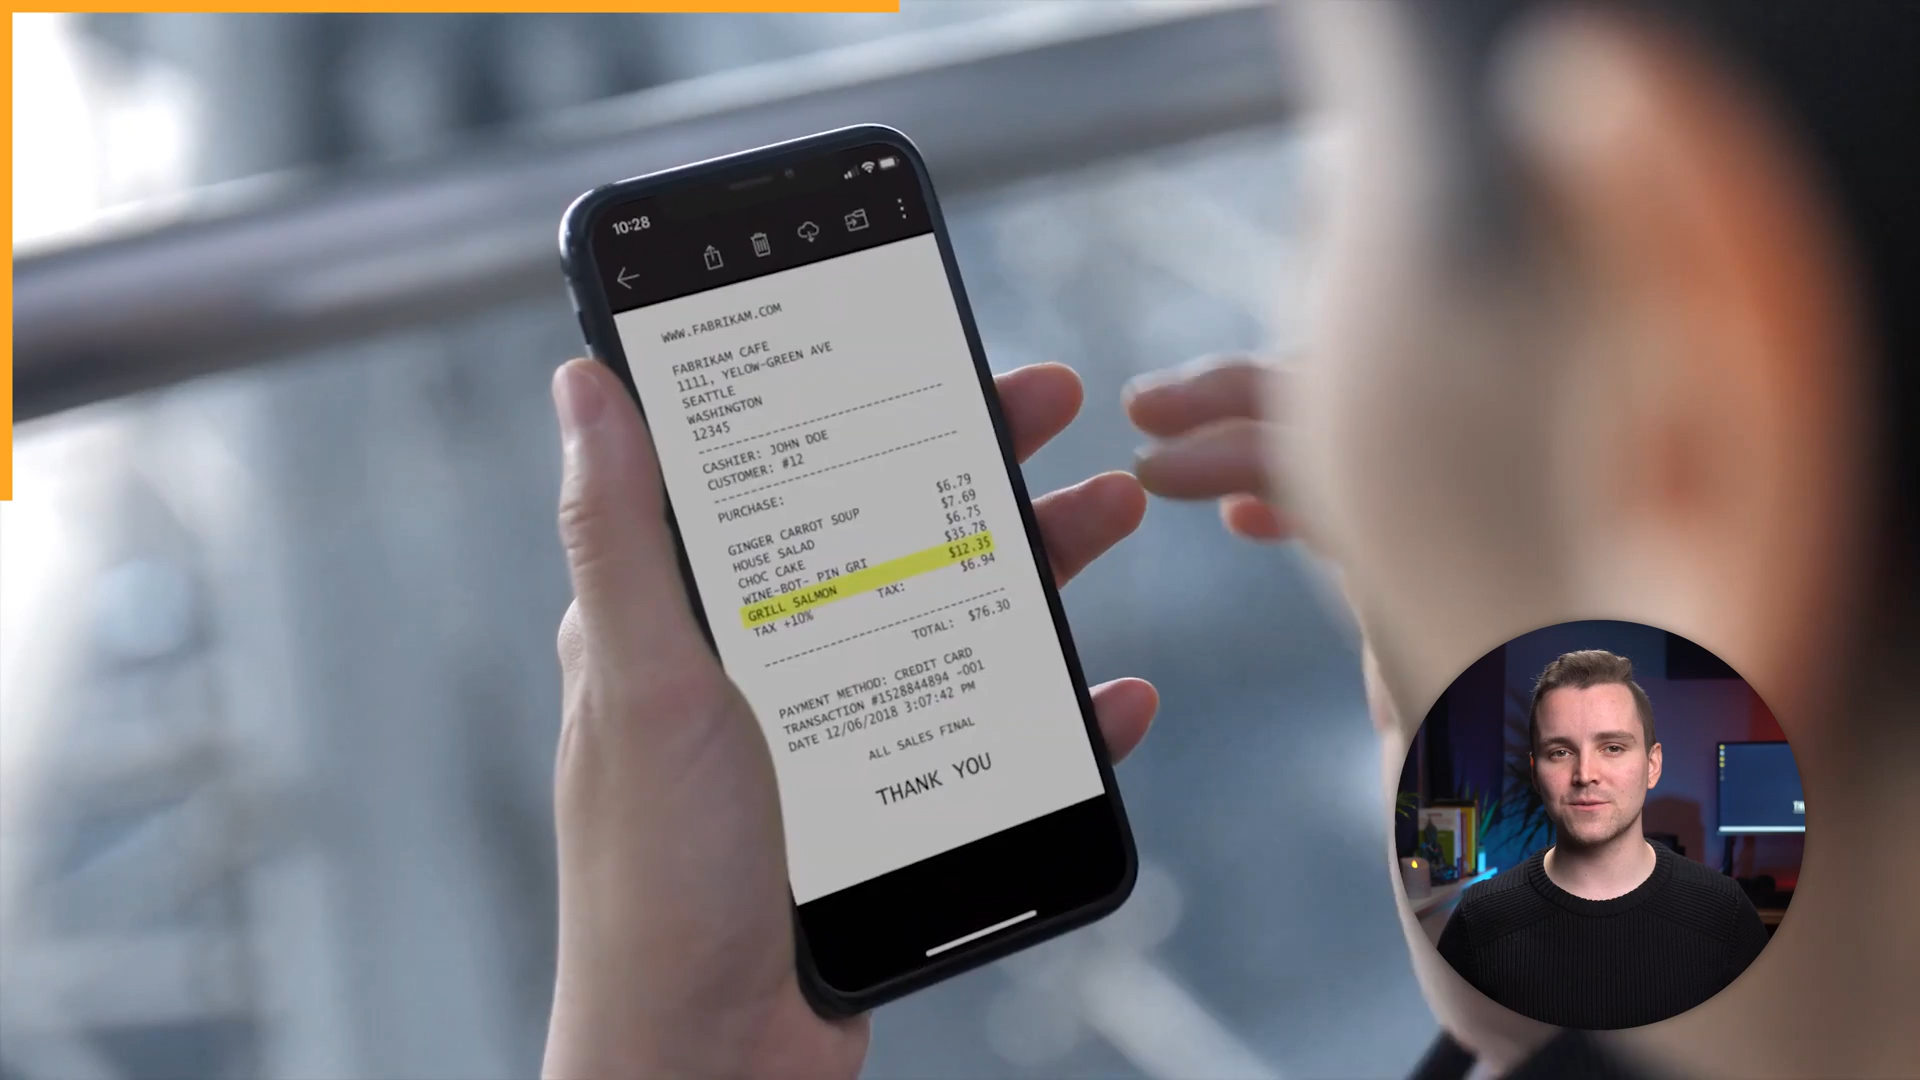 10:28
WWW.FABRIKAM.COM
FABRIKAM CAFE
1111, YELOW-GREEN AVE
SEATTLE
WASHINGTON
12345
CASHIER: JOHN DOE
CUSTOMER: #12
PURCHASE:
GINGER CARROT SOUP $6.79
HOUSE SALAD $7.69
CHOC CAKE $6.75
WINE-BOT- PIN GRI $35.78
GRILL SALMON $12.35
TAX +10% TAX: $6.94
TOTAL: $76.30
PAYMENT METHOD: CREDIT CARD
TRANSACTION #1528844894 -001
DATE 12/06/2018 3:07:42 PM
ALL SALES FINAL
THANK YOU